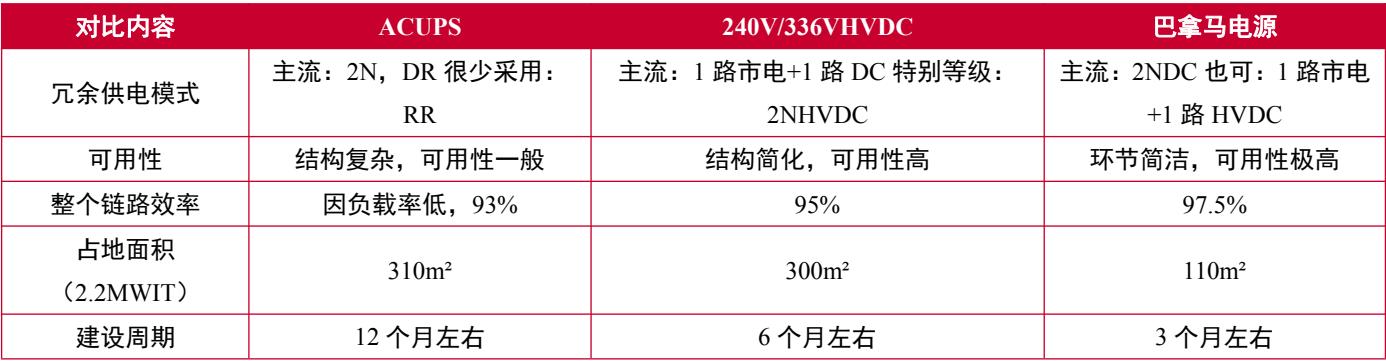 对比内容 ACUPS 240V/336VHVDC 巴拿马电源
冗余供电模式
主流：2N，DR 很少采用：
RR
主流：1 路市电+1 路 DC 特别等级：
2NHVDC
主流：2NDC 也可：1 路市电
+1 路 HVDC
可用性 结构复杂，可用性一般 结构简化，可用性高 环节简洁，可用性极高
整个链路效率 因负载率低，93% 95% 97.5%
占地面积
（2.2MWIT）
310m² 300m² 110m²
建设周期 12 个月左右 6 个月左右 3 个月左右